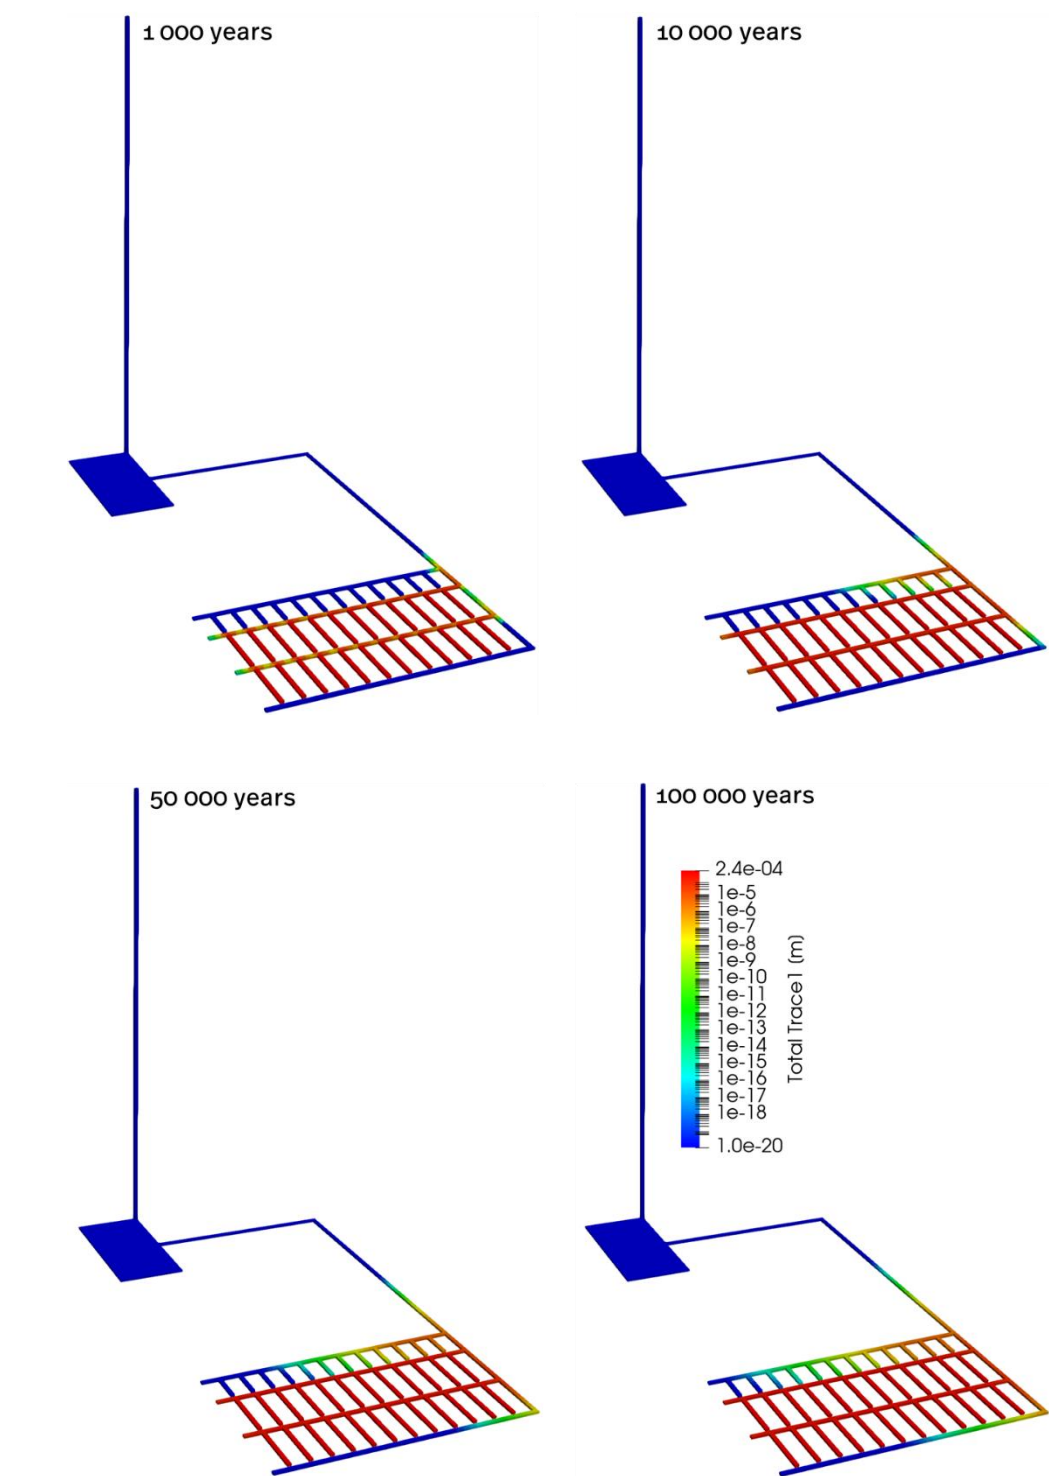 1 000 years
10 000 years
50 000 years
100 000 years
2.4e-04
1e-5
1e-6
1e-7
1e-8
1e-9
1e-10
1e-11
1e-12
1e-13
1e-14
1e-15
1e-16
1e-17
1e-18
1.0e-20
Total Trace1 (m)